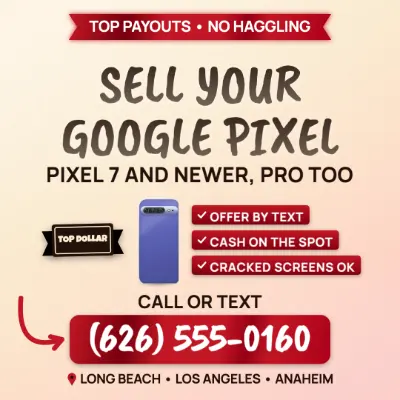 TOP PAYOUTS • NO HAGGLING
SELL YOUR
GOOGLE PIXEL
PIXEL 7 AND NEWER, PRO TOO
TOP DOLLAR
OFFER BY TEXT
CASH ON THE SPOT
CRACKED SCREENS OK
CALL OR TEXT
(626) 555-0160
LONG BEACH • LOS ANGELES • ANAHEIM